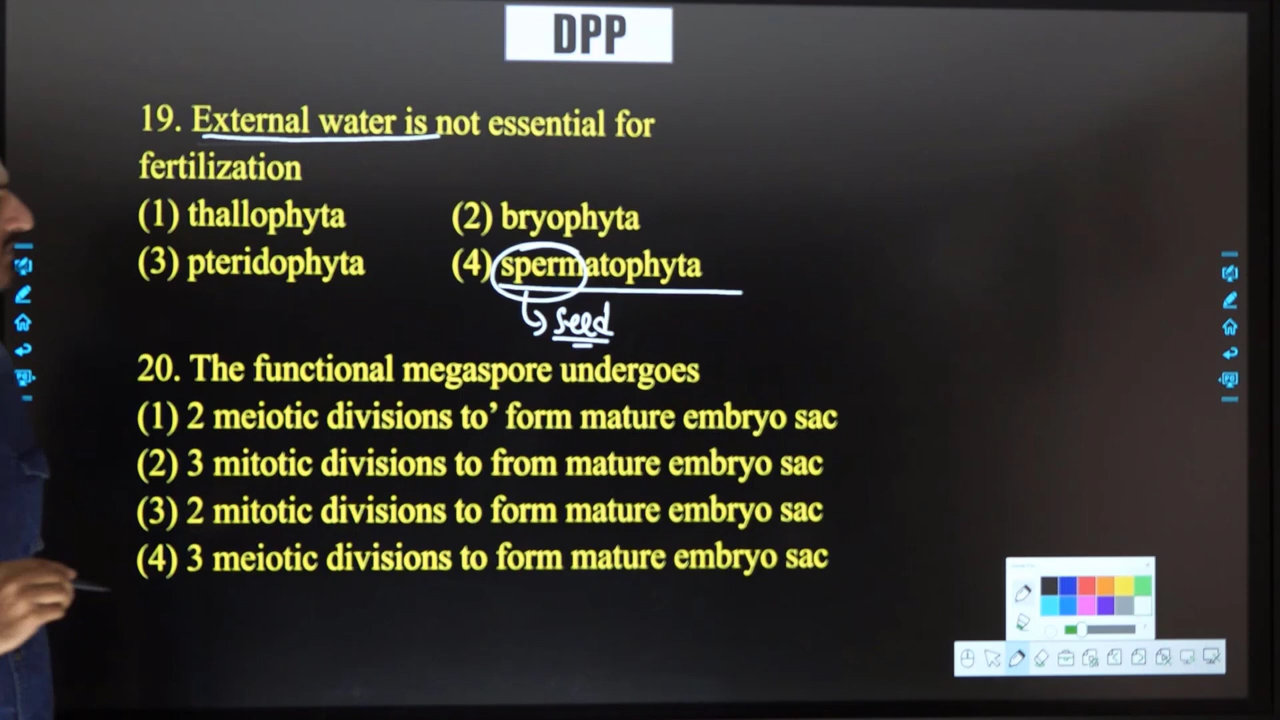 DPP
19. External water is not essential for
fertilization
(1) thallophyta (2) bryophyta
(3) pteridophyta (4) spermatophyta
seed
20. The functional megaspore undergoes
(1) 2 meiotic divisions to’ form mature embryo sac
(2) 3 mitotic divisions to from mature embryo sac
(3) 2 mitotic divisions to form mature embryo sac
(4) 3 meiotic divisions to form mature embryo sac